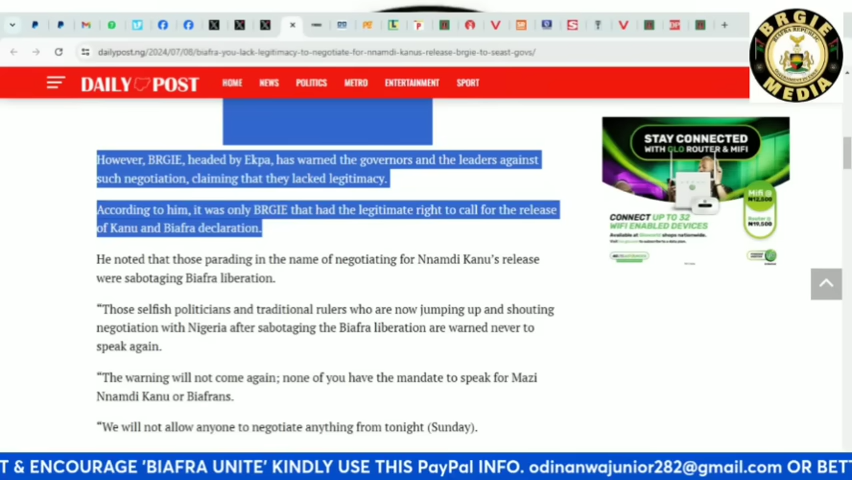 dailypost.ng/2024/07/08/biafra-you-lack-legitimacy-to-negotiate-for-nnamdi-kanus-release-brgie-to-seast-govs/
BRGIE
MEDIA
DAILY POST
HOME NEWS POLITICS METRO ENTERTAINMENT SPORT
However, BRGIE, headed by Ekpa, has warned the governors and the leaders against
such negotiation, claiming that they lacked legitimacy.
According to him, it was only BRGIE that had the legitimate right to call for the release
of Kanu and Biafra declaration.
He noted that those parading in the name of negotiating for Nnamdi Kanu's release
were sabotaging Biafra liberation.
“Those selfish politicians and traditional rulers who are now jumping up and shouting
negotiation with Nigeria after sabotaging the Biafra liberation are warned never to
speak again.
“The warning will not come again; none of you have the mandate to speak for Mazi
Nnamdi Kanu or Biafrans.
“We will not allow anyone to negotiate anything from tonight (Sunday).
STAY CONNECTED
WITH GLO ROUTER & MIFI
Mifi @
₦12,500
Router @
₦19,500
CONNECT UP TO 32
WIFI ENABLED DEVICES
T & ENCOURAGE 'BIAFRA UNITE' KINDLY USE THIS PayPal INFO. odinanwajunior282@gmail.com OR BETT